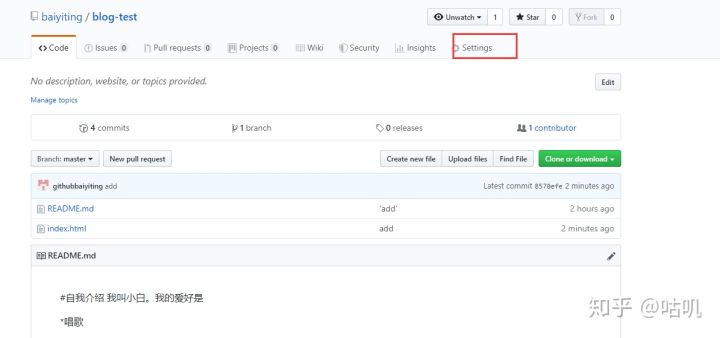 baiyiting / blog-test
Unwatch 1 Star 0 Fork 0
Code Issues 0 Pull requests 0 Projects 0 Wiki Security Insights Settings
No description, website, or topics provided.
Edit
Manage topics
4 commits 1 branch 0 releases 1 contributor
Branch: master New pull request Create new file Upload files Find File Clone or download
githubbaiyiting add Latest commit 8570efe 2 minutes ago
README.md 'add' 2 hours ago
index.html add 2 minutes ago
README.md
#自我介绍 我叫小白。我的爱好是
*唱歌
知乎 @咕叽